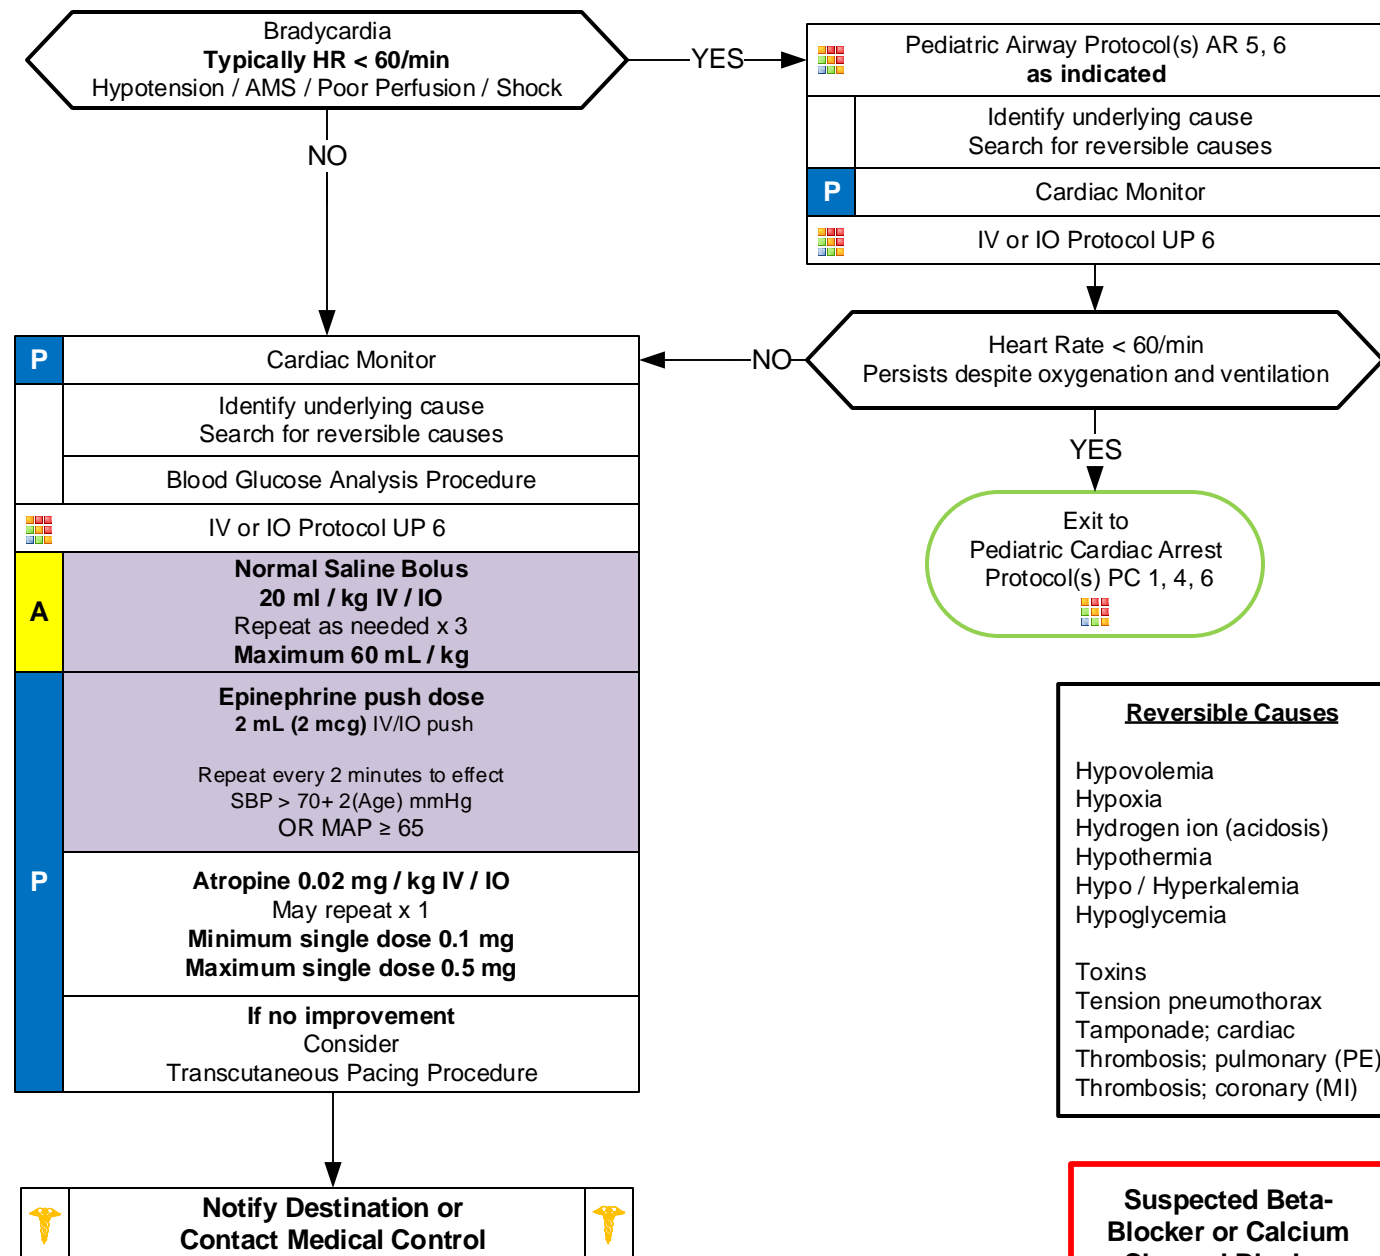 Bradycardia
Typically HR < 60/min
Hypotension / AMS / Poor Perfusion / Shock
YES
NO
Pediatric Airway Protocol(s) AR 5, 6
as indicated
Identify underlying cause
Search for reversible causes
P
Cardiac Monitor
IV or IO Protocol UP 6
Heart Rate < 60/min
Persists despite oxygenation and ventilation
NO
YES
Exit to
Pediatric Cardiac Arrest
Protocol(s) PC 1, 4, 6
P
Cardiac Monitor
Identify underlying cause
Search for reversible causes
Blood Glucose Analysis Procedure
IV or IO Protocol UP 6
A
Normal Saline Bolus
20 ml / kg IV / IO
Repeat as needed x 3
Maximum 60 mL / kg
P
Epinephrine push dose
2 mL (2 mcg) IV/IO push
Repeat every 2 minutes to effect
SBP > 70+ 2(Age) mmHg
OR MAP ≥ 65
Atropine 0.02 mg / kg IV / IO
May repeat x 1
Minimum single dose 0.1 mg
Maximum single dose 0.5 mg
If no improvement
Consider
Transcutaneous Pacing Procedure
Notify Destination or
Contact Medical Control
Reversible Causes
Hypovolemia
Hypoxia
Hydrogen ion (acidosis)
Hypothermia
Hypo / Hyperkalemia
Hypoglycemia
Toxins
Tension pneumothorax
Tamponade; cardiac
Thrombosis; pulmonary (PE)
Thrombosis; coronary (MI)
Suspected Beta-
Blocker or Calcium